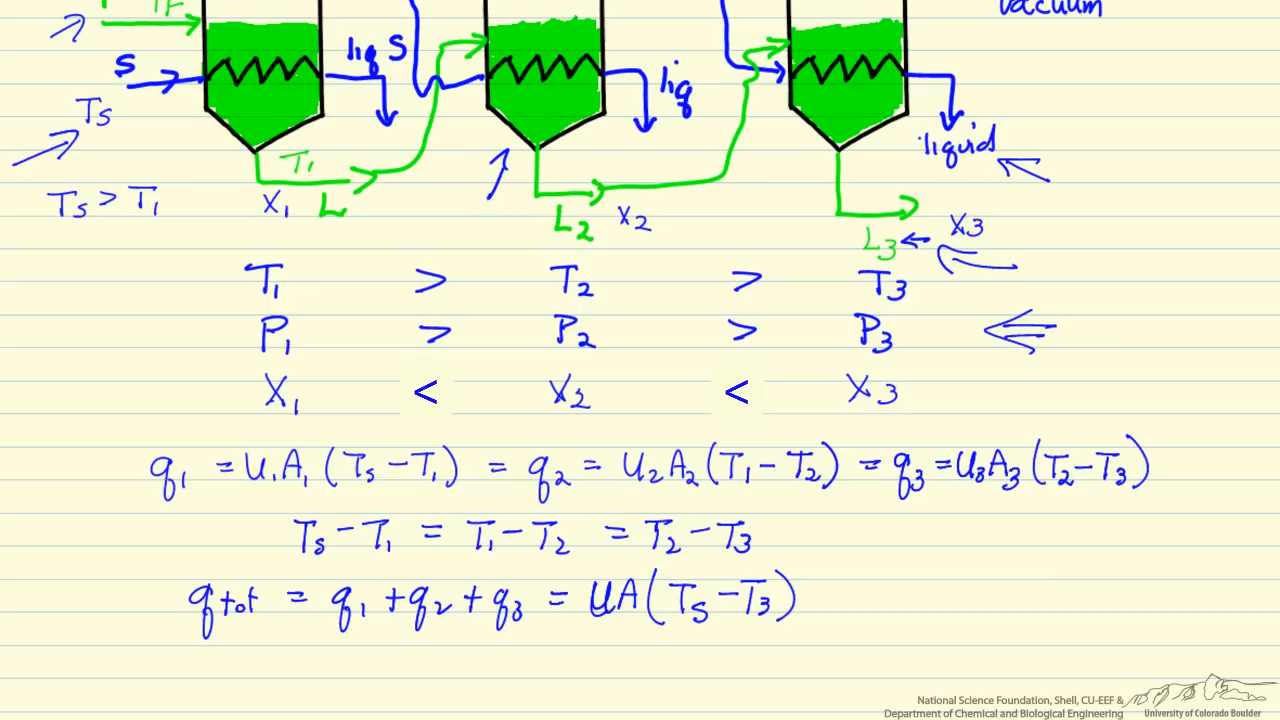 vacuum
TF
S
liq S
liq
TS
liquid
T1
TS > T1
X1 L
L2 X2
X3
L3
T1 > T2 > T3
P1 > P2 > P3
X1 < X2 < X3
q1 = U1A1(TS - T1) = q2 = U2A2(T1 - T2) = q3 = U3A3(T2 - T3)
TS - T1 = T1 - T2 = T2 - T3
qtot = q1 + q2 + q3 = UA(TS - T3)
National Science Foundation, Shell, CU-EEF &
Department of Chemical and Biological Engineering
University of Colorado Boulder